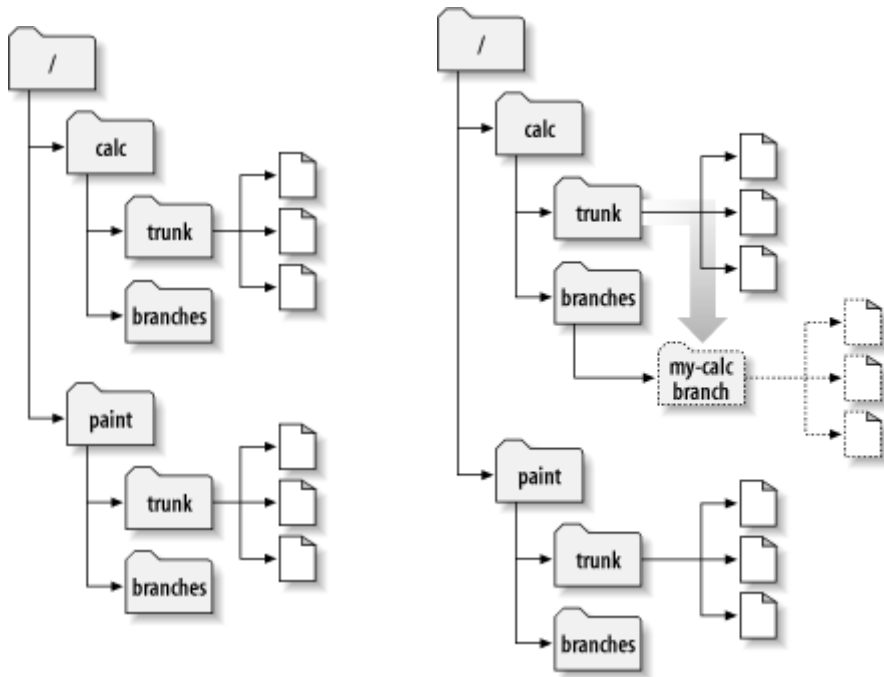 /
calc
trunk
branches
paint
trunk
branches
/
calc
trunk
branches
my-calc
branch
paint
trunk
branches